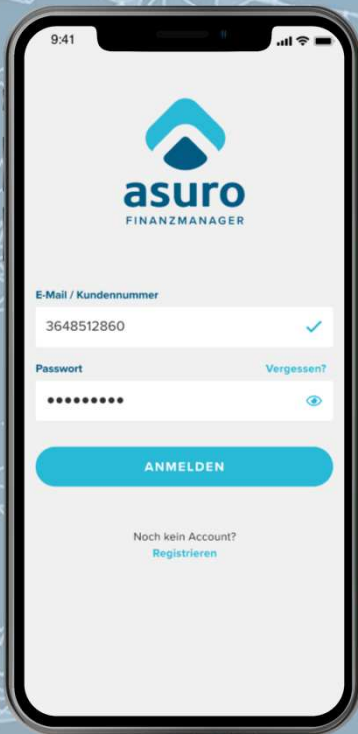 9:41
asuro
FINANZMANAGER
E-Mail / Kundennummer
3648512860
Passwort Vergessen?
•••••••••
ANMELDEN
Noch kein Account?
Registrieren